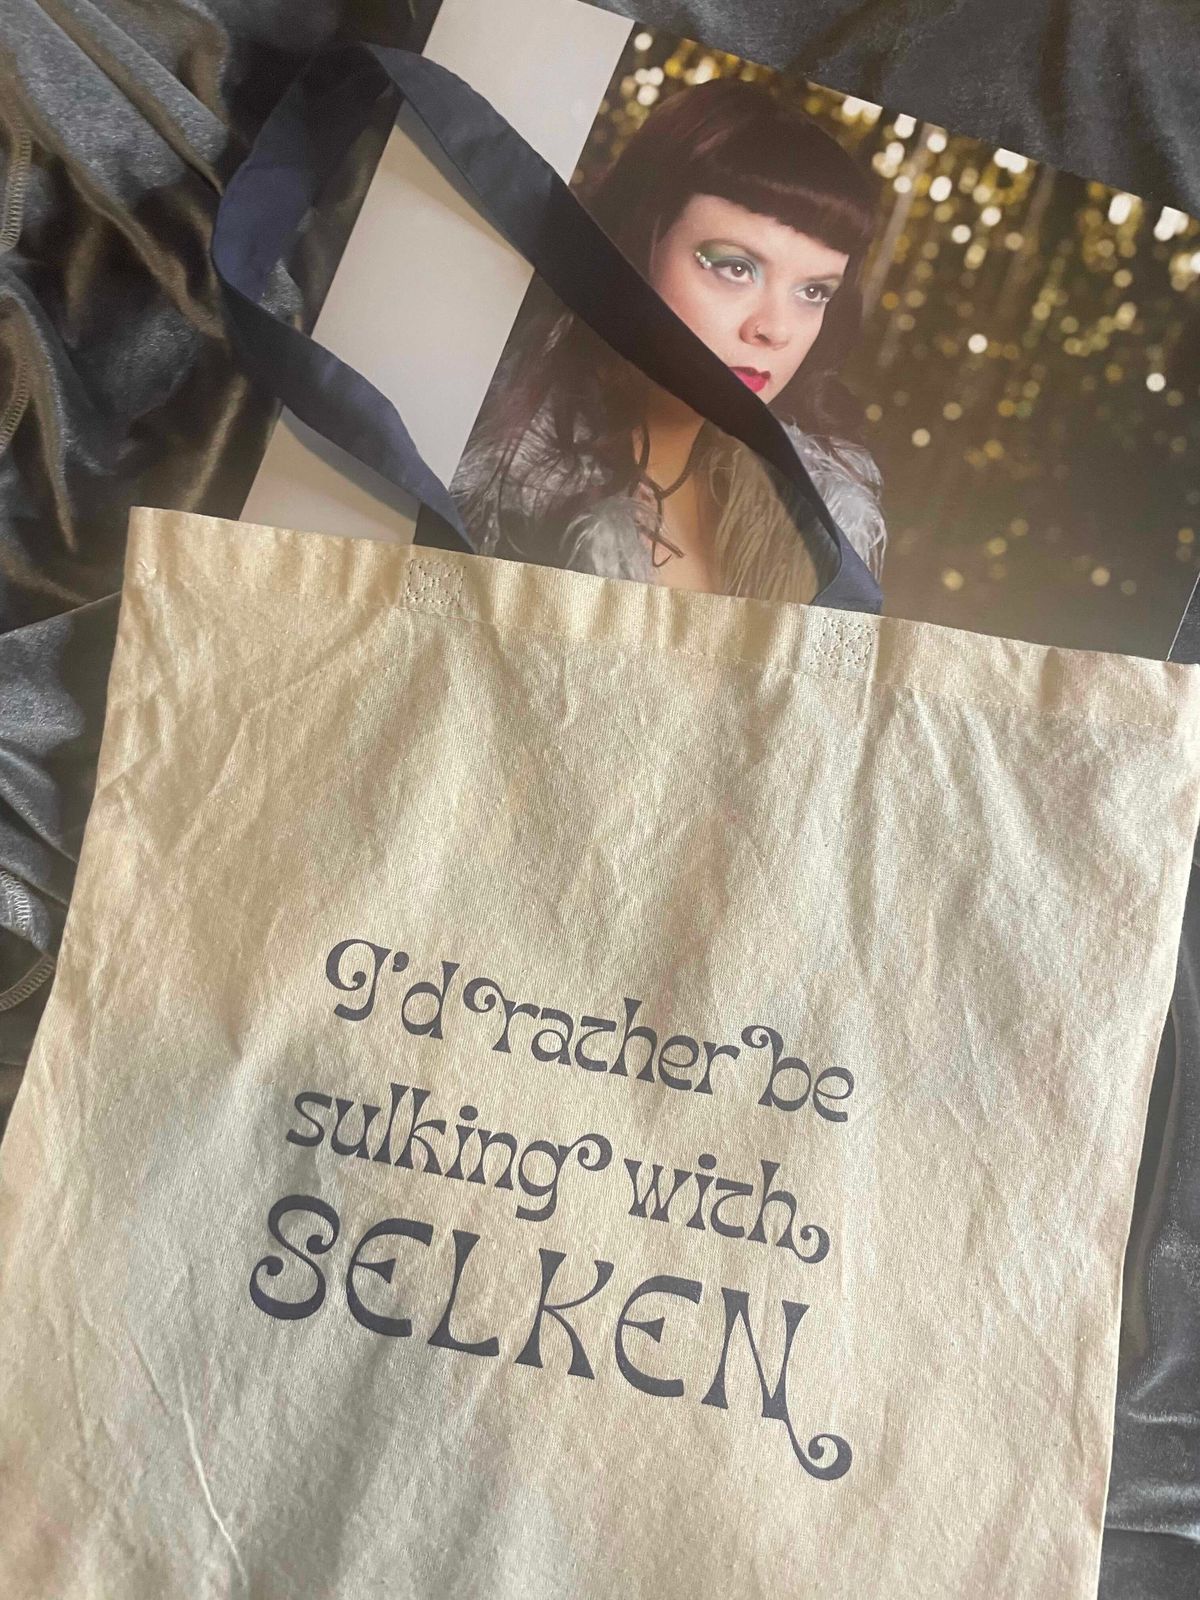 I'd rather be
sulking with
SELKEN